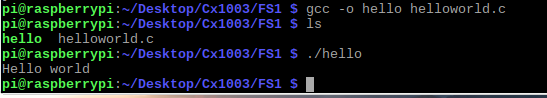 pi@raspberrypi:~/Desktop/Cx1003/FS1 $ gcc -o hello helloworld.c
pi@raspberrypi:~/Desktop/Cx1003/FS1 $ ls
hello  helloworld.c
pi@raspberrypi:~/Desktop/Cx1003/FS1 $ ./hello
Hello world
pi@raspberrypi:~/Desktop/Cx1003/FS1 $